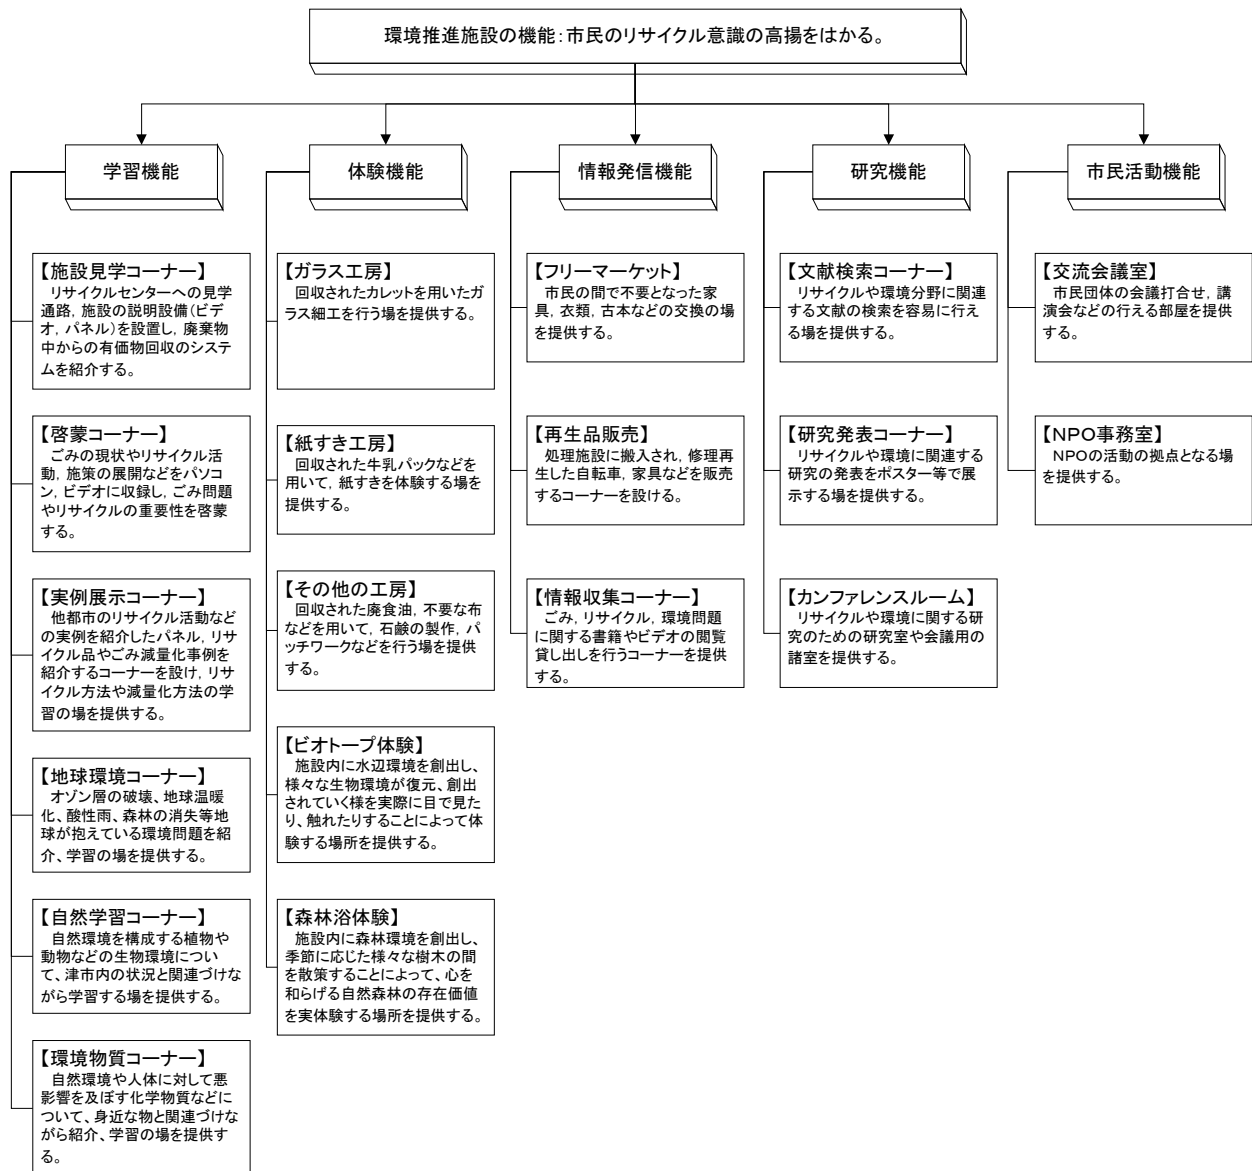 環境推進施設の機能：市民のリサイクル意識の高揚をはかる。
学習機能
【施設見学コーナー】
リサイクルセンターへの見学
通路，施設の説明設備（ビデ
オ，パネル）を設置し，廃棄物
中からの有価物回収のシステ
ムを紹介する。
【啓蒙コーナー】
ごみの現状やリサイクル活
動，施策の展開などをパソコ
ン，ビデオに収録し，ごみ問題
やリサイクルの重要性を啓蒙
する。
【実例展示コーナー】
他都市のリサイクル活動など
の実例を紹介したパネル，リサ
イクル品やごみ減量化事例を
紹介するコーナーを設け，リサ
イクル方法や減量化方法の学
習の場を提供する。
【地球環境コーナー】
オゾン層の破壊、地球温暖
化、酸性雨、森林の消失等地
球が抱えている環境問題を紹
介、学習の場を提供する。
【自然学習コーナー】
自然環境を構成する植物や
動物などの生物環境につい
て、津市内の状況と関連づけな
がら学習する場を提供する。
【環境物質コーナー】
自然環境や人体に対して悪
影響を及ぼす化学物質などに
ついて、身近な物と関連づけな
がら紹介、学習の場を提供す
る。
体験機能
【ガラス工房】
回収されたカレットを用いたガ
ラス細工を行う場を提供する。
【紙すき工房】
回収された牛乳パックなどを
用いて，紙すきを体験する場を
提供する。
【その他の工房】
回収された廃食油，不要な布
などを用いて，石鹸の製作，パ
ッチワークなどを行う場を提供
する。
【ビオトープ体験】
施設内に水辺環境を創出し、
様々な生物環境が復元、創出
されていく様を実際に目で見た
り、触れたりすることによって体
験する場所を提供する。
【森林浴体験】
施設内に森林環境を創出し、
季節に応じた様々な樹木の間
を散策することによって、心を
和らげる自然森林の存在価値
を実体験する場所を提供する。
情報発信機能
【フリーマーケット】
市民の間で不要となった家
具，衣類，古本などの交換の場
を提供する。
【再生品販売】
処理施設に搬入され，修理再
生した自転車，家具などを販売
するコーナーを設ける。
【情報収集コーナー】
ごみ，リサイクル，環境問題
に関する書籍やビデオの閲覧
貸し出しを行うコーナーを提供
する。
研究機能
【文献検索コーナー】
リサイクルや環境分野に関連
する文献の検索を容易に行え
る場を提供する。
【研究発表コーナー】
リサイクルや環境に関連する
研究の発表をポスター等で展
示する場を提供する。
【カンファレンスルーム】
リサイクルや環境に関する研
究のための研究室や会議用の
諸室を提供する。
市民活動機能
【交流会議室】
市民団体の会議打合せ，講
演会などの行える部屋を提供
する。
【NPO事務室】
NPOの活動の拠点となる場
を提供する。